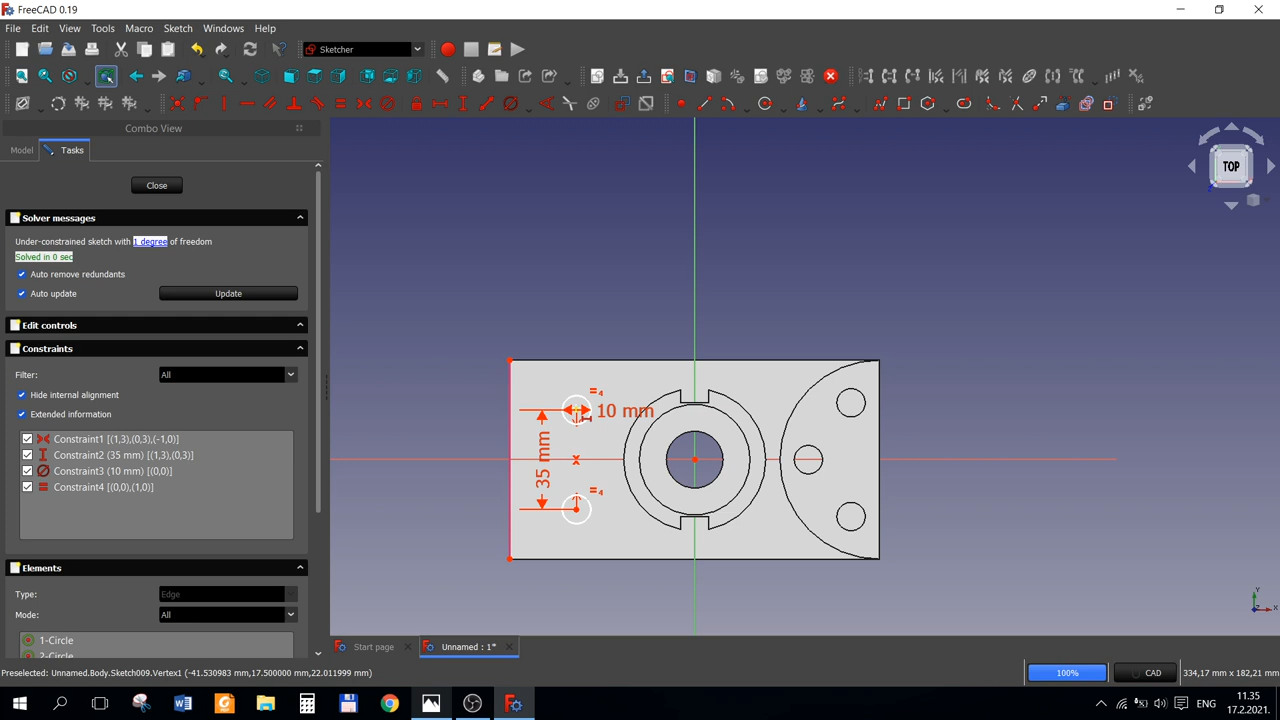 FreeCAD 0.19
File Edit View Tools Macro Sketch Windows Help
Sketcher
Combo View
Model Tasks
Close
Solver messages
Under-constrained sketch with 1 degree of freedom
Solved in 0 sec
Auto remove redundants
Auto update Update
Edit controls
Constraints
Filter: All
Hide internal alignment
Extended information
Constraint1 [(1,3),(0,3),(-1,0)]
Constraint2 (35 mm) [(1,3),(0,3)]
Constraint3 (10 mm) [(0,0)]
Constraint4 [(0,0),(1,0)]
Elements
Type: Edge
Mode: All
1-Circle
2-Circle
TOP
4
10 mm
35 mm
4
Y
Z X
Start page Unnamed : 1*
Preselected: Unnamed.Body.Sketch009.Vertex1 (-41.530983 mm,17.500000 mm,22.011999 mm)
100% CAD 334,17 mm x 182,21 mm
ENG 11.35
17.2.2021.